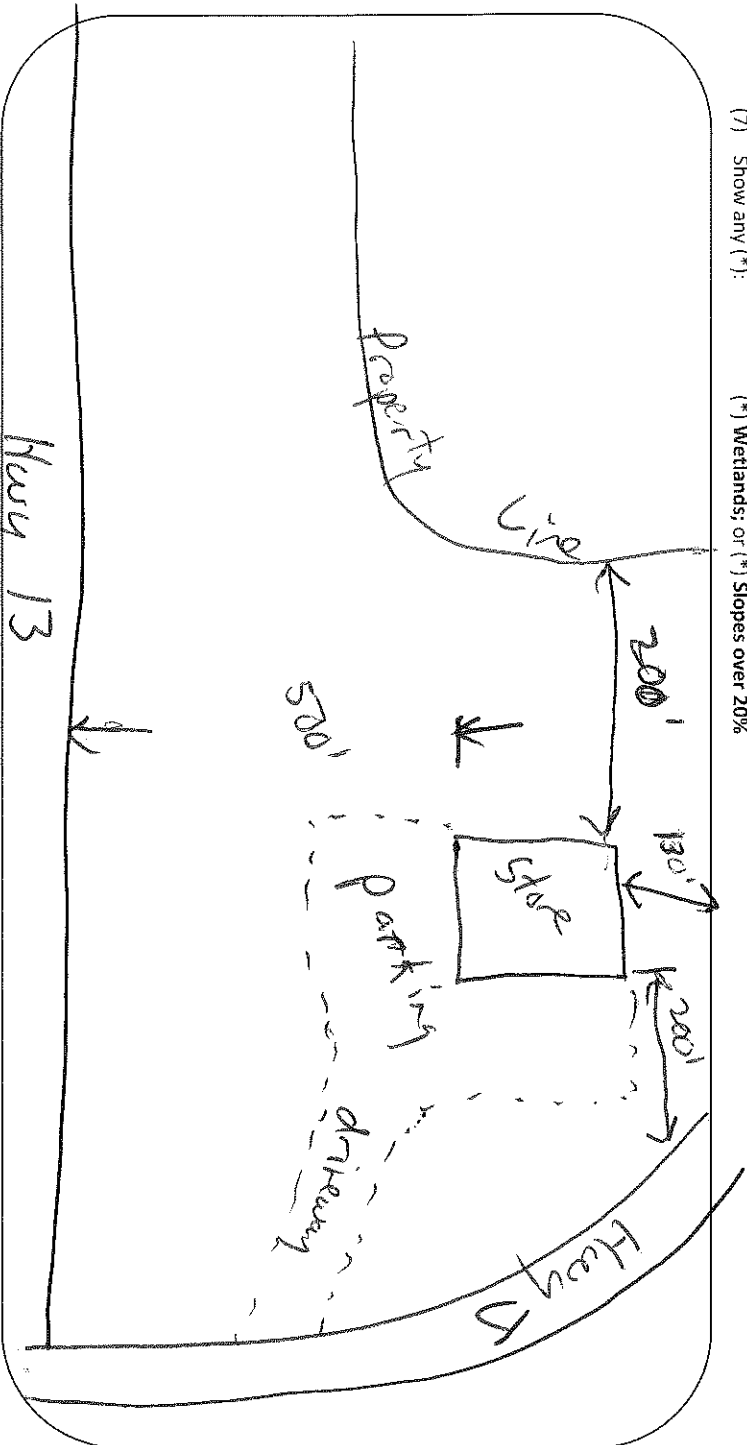 (7) Show any (*): (*) Wetlands; or (*) Slopes over 20%
200'
130'
200'
Property Line
Store
500'
Parking
driveway
Hwy J
Hwy 13